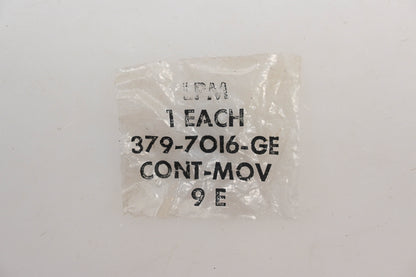 LPM
1 EACH
379-7016-GE
CONT-MOV
9 E